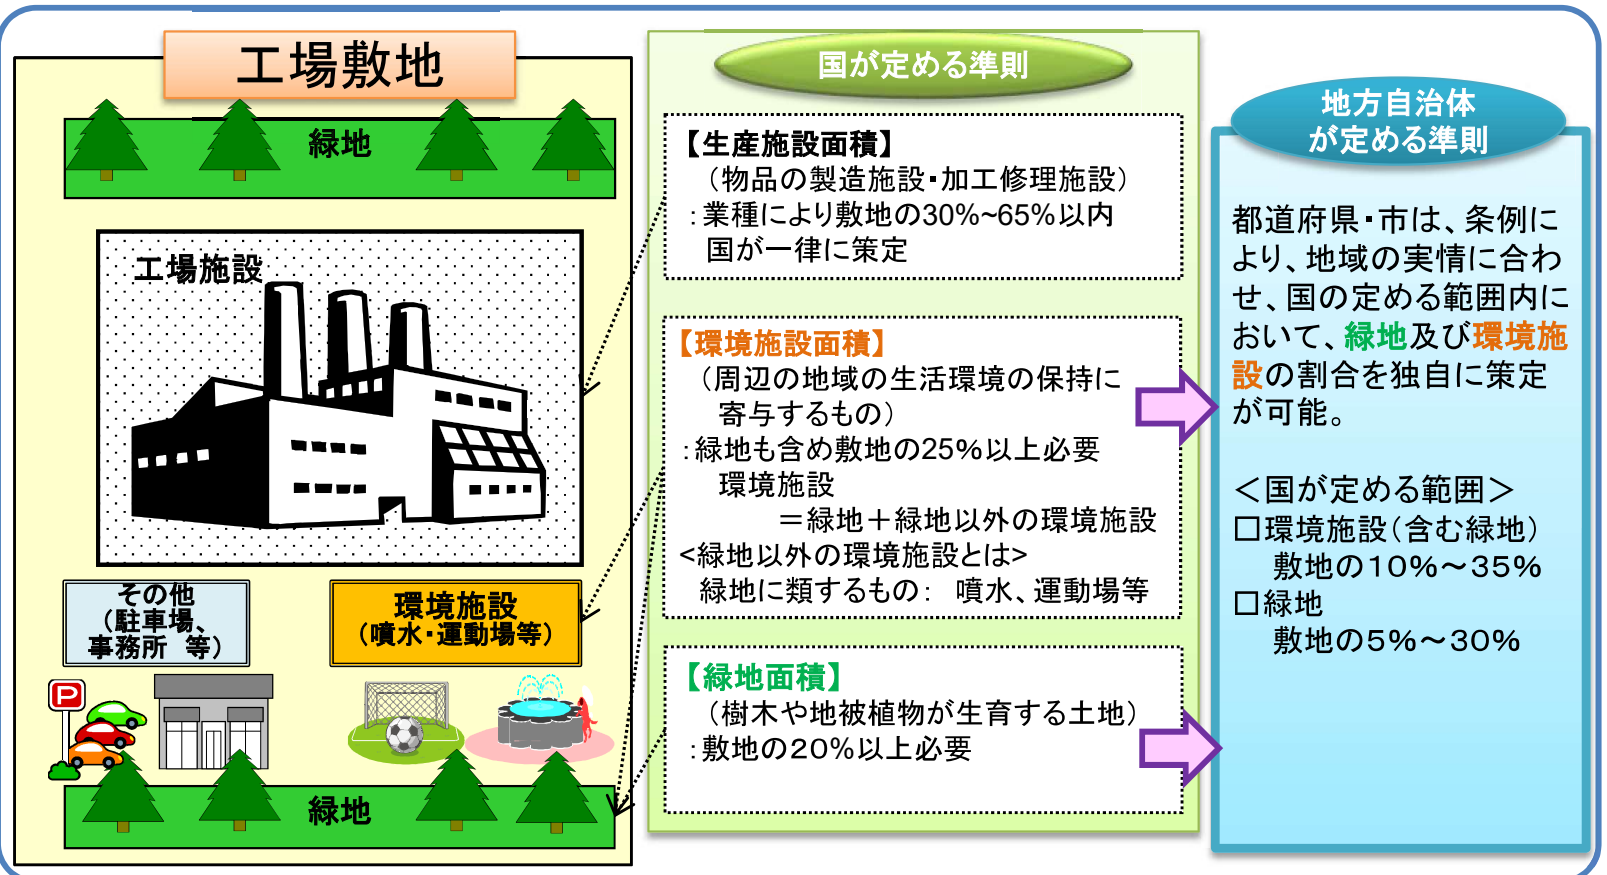 工場敷地
緑地
工場施設
その他
（駐車場、
事務所　等）
環境施設
（噴水・運動場等）
P
緑地
国が定める準則
【生産施設面積】
（物品の製造施設・加工修理施設）
：業種により敷地の30%~65%以内
国が一律に策定
【環境施設面積】
（周辺の地域の生活環境の保持に
寄与するもの）
：緑地も含め敷地の25%以上必要
環境施設
＝緑地＋緑地以外の環境施設
<緑地以外の環境施設とは>
緑地に類するもの：　噴水、運動場等
【緑地面積】
（樹木や地被植物が生育する土地）
：敷地の２０%以上必要
地方自治体
が定める準則
都道府県・市は、条例に
より、地域の実情に合わ
せ、国の定める範囲内に
おいて、緑地及び環境施
設の割合を独自に策定
が可能。
＜国が定める範囲＞
□環境施設（含む緑地）
敷地の１０%～３５%
□緑地
敷地の５%～３０%